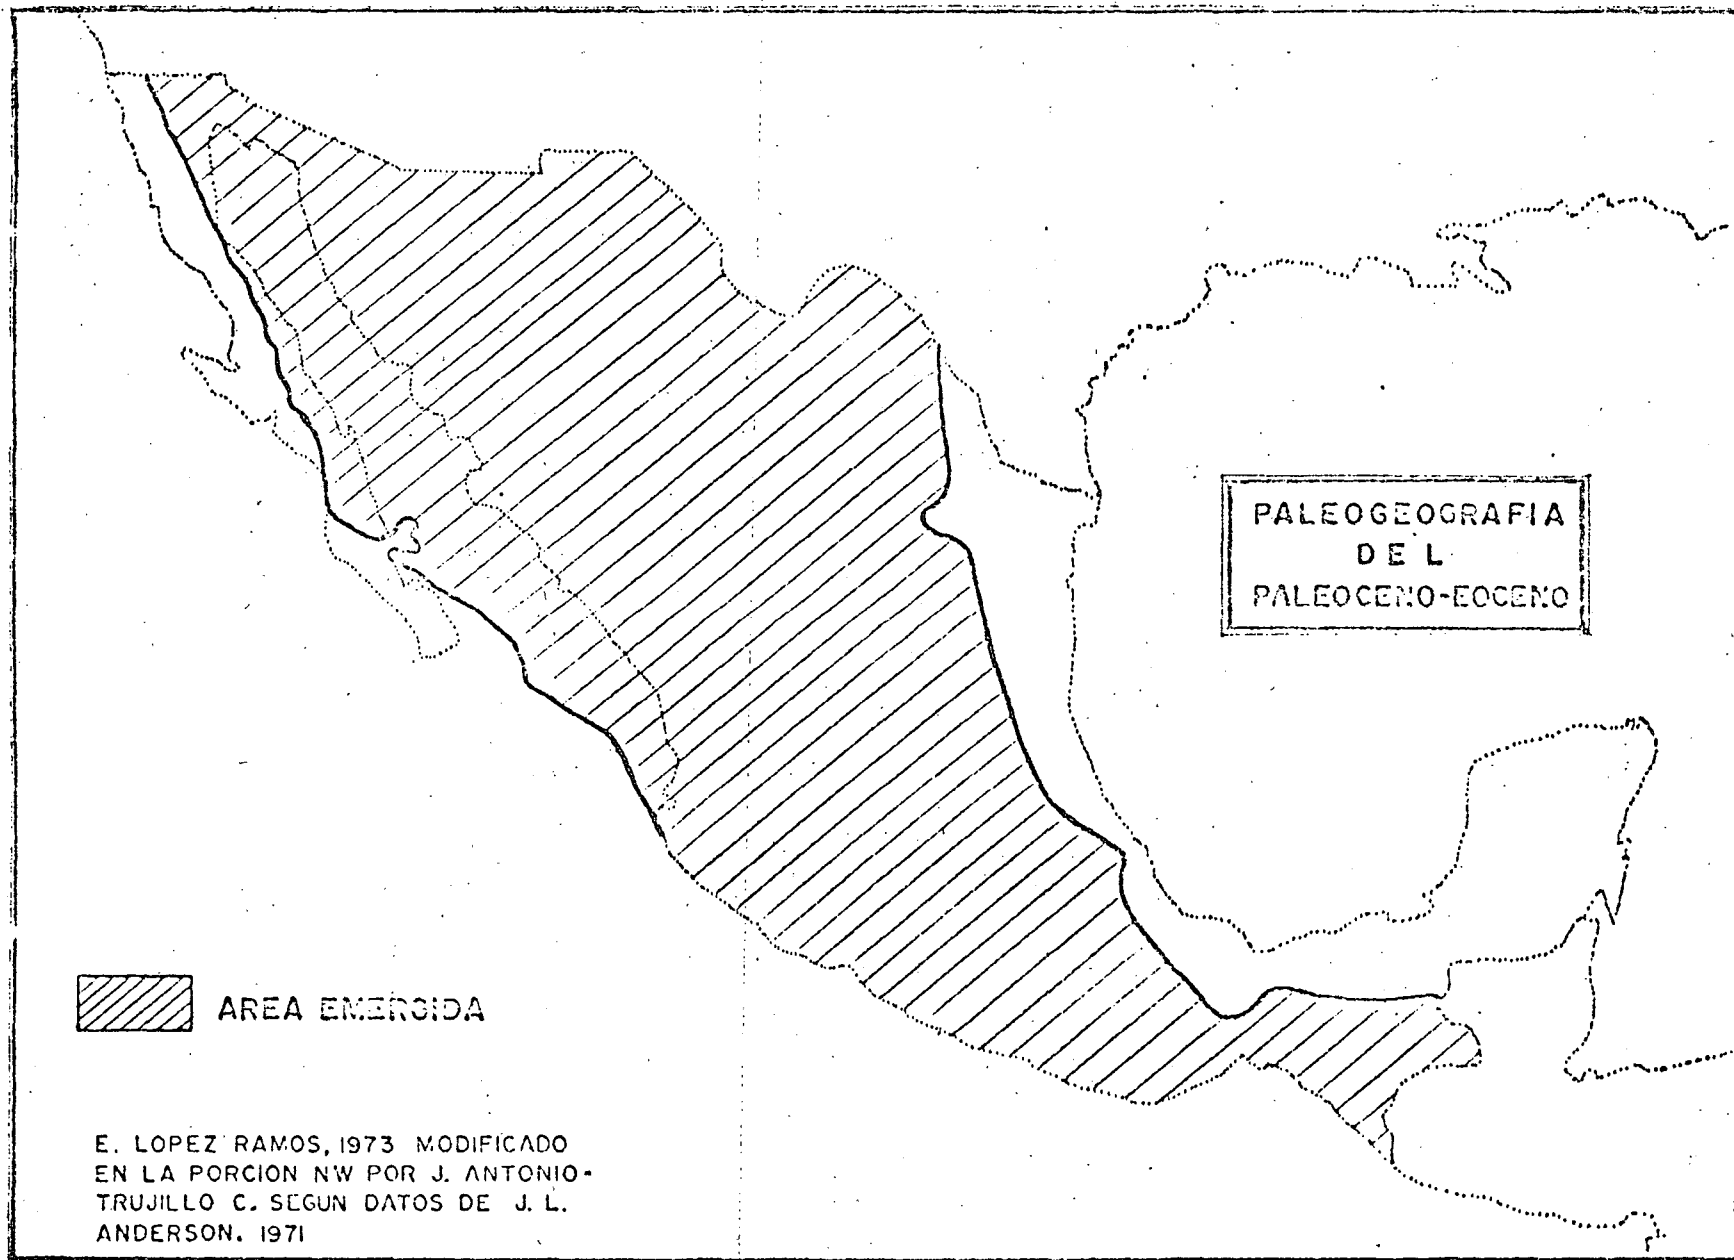 PALEOGEOGRAFIA
DEL
PALEOCENO-EOCENO
AREA EMERGIDA
E. LOPEZ RAMOS, 1973 MODIFICADO
EN LA PORCION NW POR J. ANTONIO-
TRUJILLO C. SEGUN DATOS DE J. L.
ANDERSON. 1971